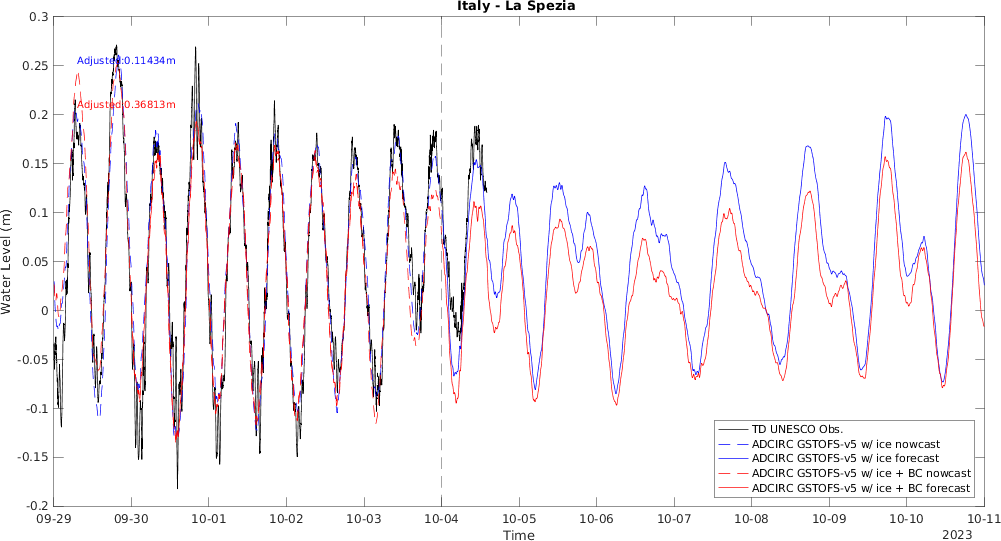 Italy - La Spezia
0.3
0.25
0.2
0.15
0.1
0.05
0
-0.05
-0.1
-0.15
-0.2
Water Level (m)
Adjusted:0.11434m
Adjusted:0.36813m
TD UNESCO Obs.
ADCIRC GSTOFS-v5 w/ ice nowcast
ADCIRC GSTOFS-v5 w/ ice forecast
ADCIRC GSTOFS-v5 w/ ice + BC nowcast
ADCIRC GSTOFS-v5 w/ ice + BC forecast
09-29 09-30 10-01 10-02 10-03 10-04 10-05 10-06 10-07 10-08 10-09 10-10 10-11
Time
2023